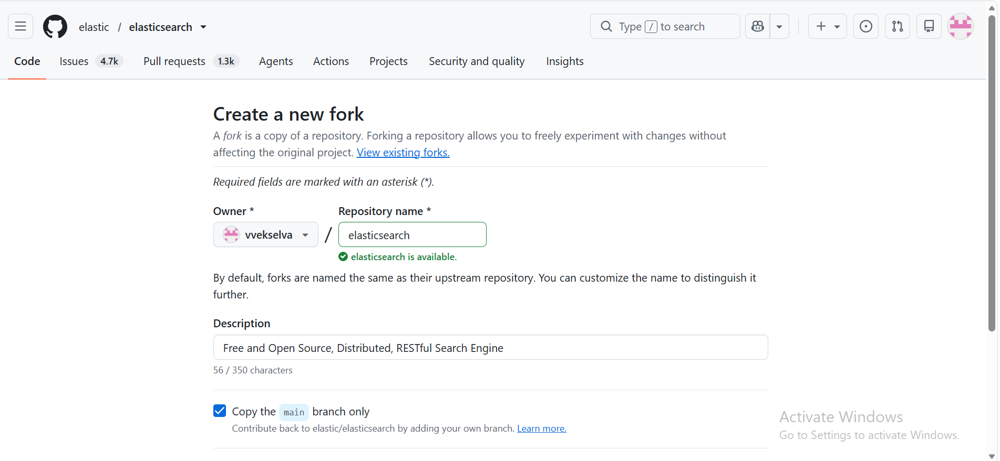 elastic / elasticsearch
Type / to search
Code Issues 4.7k Pull requests 1.3k Agents Actions Projects Security and quality Insights
Create a new fork
A fork is a copy of a repository. Forking a repository allows you to freely experiment with changes without
affecting the original project. View existing forks.
Required fields are marked with an asterisk (*).
Owner * Repository name *
vvekselva / elasticsearch
elasticsearch is available.
By default, forks are named the same as their upstream repository. You can customize the name to distinguish it
further.
Description
Free and Open Source, Distributed, RESTful Search Engine
56 / 350 characters
Copy the main branch only
Contribute back to elastic/elasticsearch by adding your own branch. Learn more.
Activate Windows
Go to Settings to activate Windows.